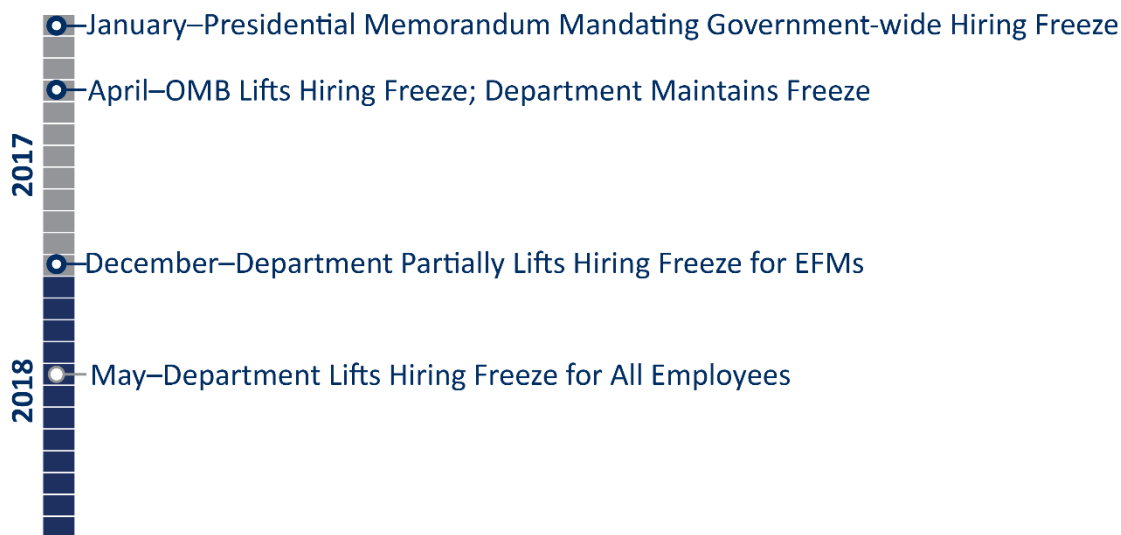 January–Presidential Memorandum Mandating Government-wide Hiring Freeze
April–OMB Lifts Hiring Freeze; Department Maintains Freeze
2017
December–Department Partially Lifts Hiring Freeze for EFMs
May–Department Lifts Hiring Freeze for All Employees
2018